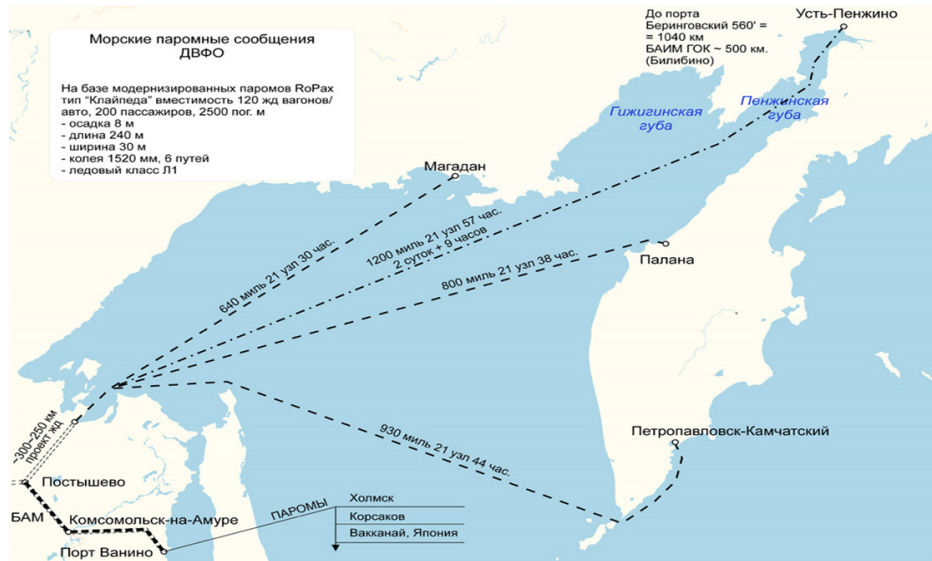 Морские паромные сообщения
ДВФО
На базе модернизированных паромов RoPax
тип "Клайпеда" вместимость 120 жд вагонов/
авто, 200 пассажиров, 2500 пог. м
- осадка 8 м
- длина 240 м
- ширина 30 м
- колея 1520 мм, 6 путей
- ледовый класс Л1
До порта
Беринговский 560' =
= 1040 км
БАИМ ГОК ~ 500 км.
(Билибино)
Усть-Пенжино
Гижигинская
губа
Пенжинская
губа
Магадан
640 миль 21 узл 30 час.
1200 миль 21 узл 57 час.
2 суток + 9 часов
800 миль 21 узл 38 час.
Палана
930 миль 21 узл 44 час.
Петропавловск-Камчатский
~300~250 км
проект жд
Постышево
БАМ
Комсомольск-на-Амуре
Порт Ванино
ПАРОМЫ
Холмск
Корсаков
Вакканай, Япония